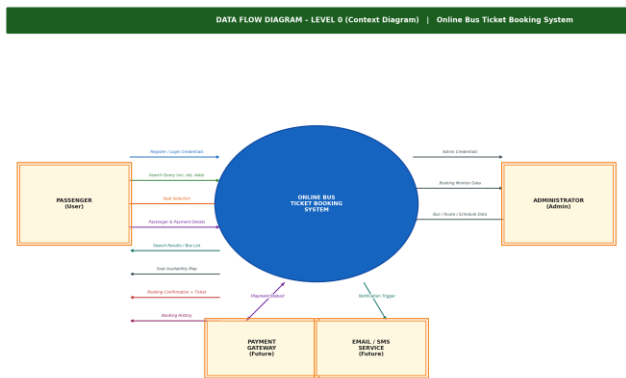 DATA FLOW DIAGRAM – LEVEL 0 (Context Diagram) | Online Bus Ticket Booking System
Register / Login Credentials
Admin Credentials
Search Query (src, dst, date)
Booking Monitor Data
PASSENGER
(User)
Seat Selection
ONLINE BUS
TICKET BOOKING
SYSTEM
ADMINISTRATOR
(Admin)
Passenger & Payment Details
Bus / Route / Schedule Data
Search Results / Bus List
Seat Availability Map
Booking Confirmation + Ticket
Payment
Notification Trigger
Booking History
PAYMENT
GATEWAY
(Future)
EMAIL / SMS
SERVICE
(Future)